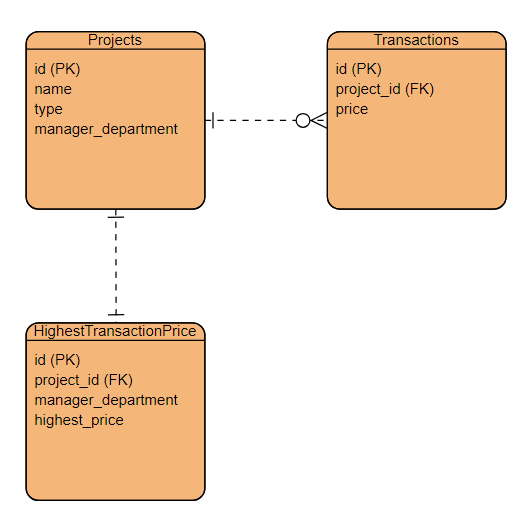 Projects
id (PK)
name
type
manager_department
Transactions
id (PK)
project_id (FK)
price
HighestTransactionPrice
id (PK)
project_id (FK)
manager_department
highest_price